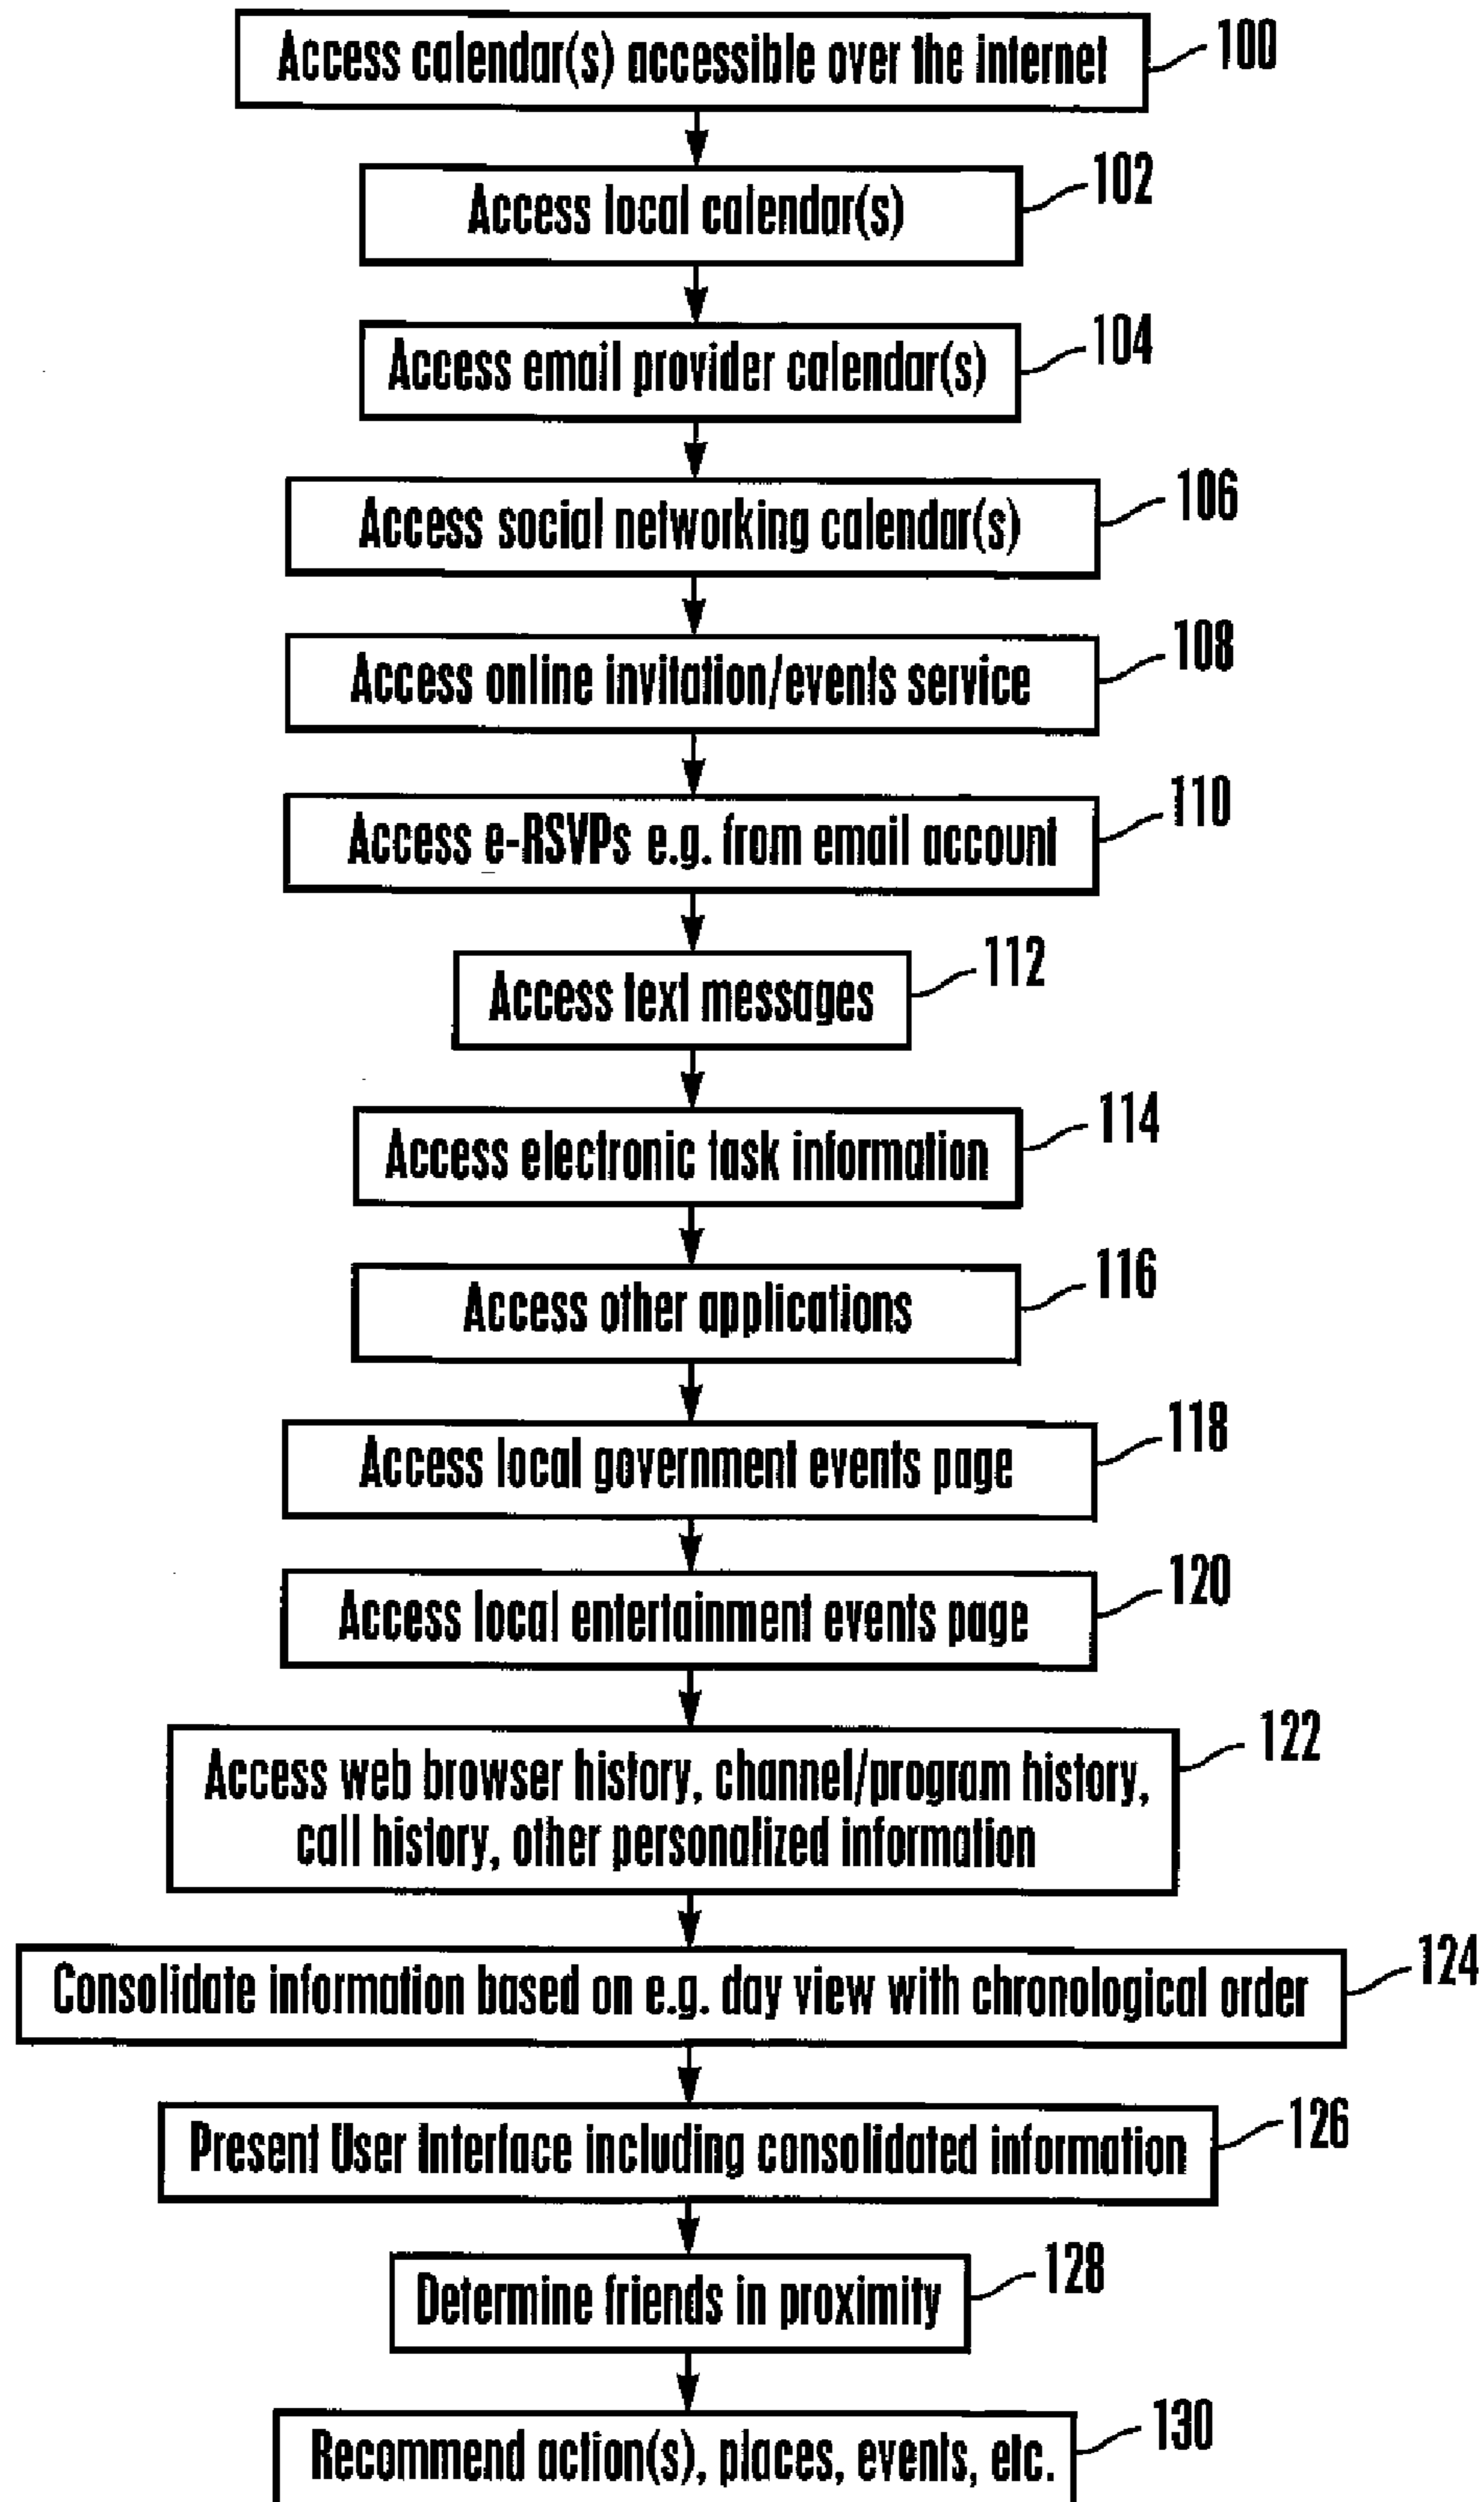 Access calendar(s) accessible over the internet 100
Access local calendar(s) 102
Access email provider calendar(s) 104
Access social networking calendar(s) 106
Access online invitation/events service 108
Access e-RSVPs e.g. from email account 110
Access text messages 112
Access electronic task information 114
Access other applications 116
Access local government events page 118
Access local entertainment events page 120
Access web browser history, channel/program history, 122
call history, other personalized information
Consolidate information based on e.g. day view with chronological order 124
Present User Interface including consolidated information 126
Determine friends in proximity 128
Recommend action(s), places, events, etc. 130